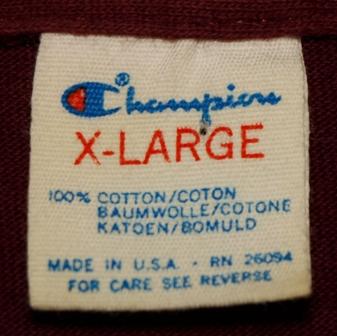 Champion
X-LARGE
100% COTTON/COTON
BAUMWOLLE/COTONE
KATOEN/BOMULD
MADE IN U.S.A. - RN 26094
FOR CARE SEE REVERSE